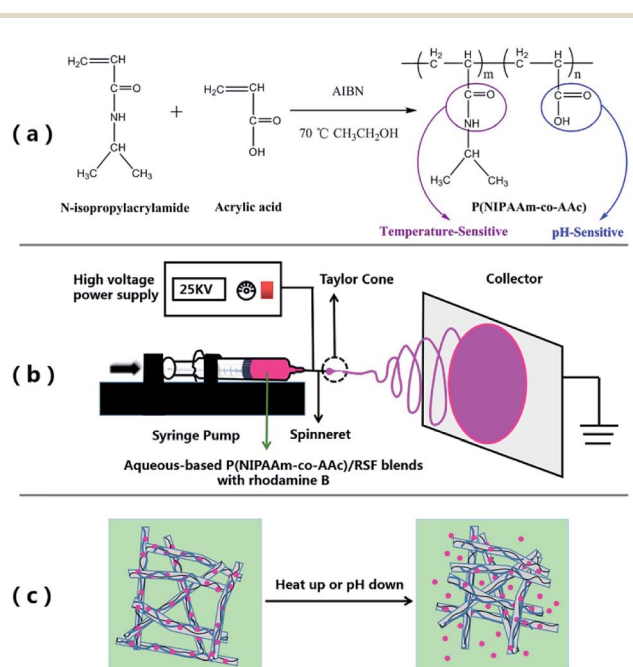 (a)
H₂C=CH
C=O
NH
CH
H₃C
CH₃
N-isopropylacrylamide
+
H₂C=CH
C=O
OH
Acrylic acid
AIBN
70 ℃ CH₃CH₂OH
H₂
C
H
C
m
H₂
C
H
C
n
C=O
NH
CH
H₃C
CH₃
C=O
OH
P(NIPAAm-co-AAc)
Temperature-Sensitive
pH-Sensitive
(b)
High voltage
power supply
25KV
Taylor Cone
Collector
Syringe Pump
Spinneret
Aqueous-based P(NIPAAm-co-AAc)/RSF blends
with rhodamine B
(c)
Heat up or pH down